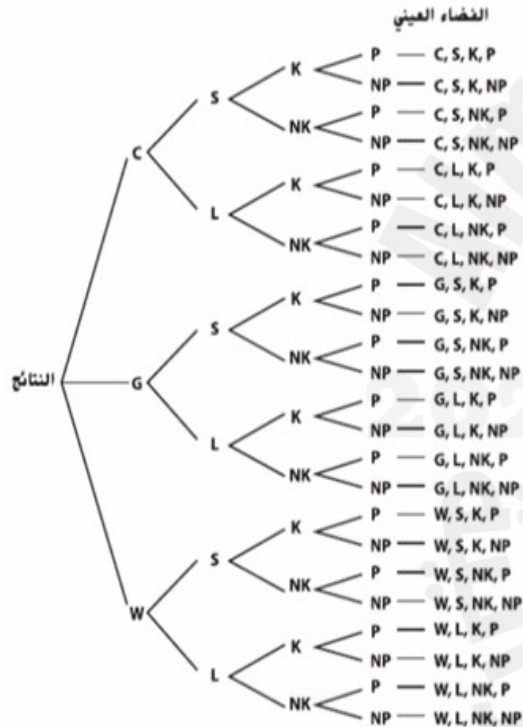 الفضاء العيني
P — C, S, K, P
K
NP — C, S, K, NP
S
P — C, S, NK, P
NK
NP — C, S, NK, NP
C
P — C, L, K, P
K
NP — C, L, K, NP
L
P — C, L, NK, P
NK
NP — C, L, NK, NP
P — G, S, K, P
K
NP — G, S, K, NP
S
P — G, S, NK, P
NK
NP — G, S, NK, NP
النتائج
G
P — G, L, K, P
K
NP — G, L, K, NP
L
P — G, L, NK, P
NK
NP — G, L, NK, NP
P — W, S, K, P
K
NP — W, S, K, NP
S
P — W, S, NK, P
NK
NP — W, S, NK, NP
W
P — W, L, K, P
K
NP — W, L, K, NP
L
P — W, L, NK, P
NK
NP — W, L, NK, NP